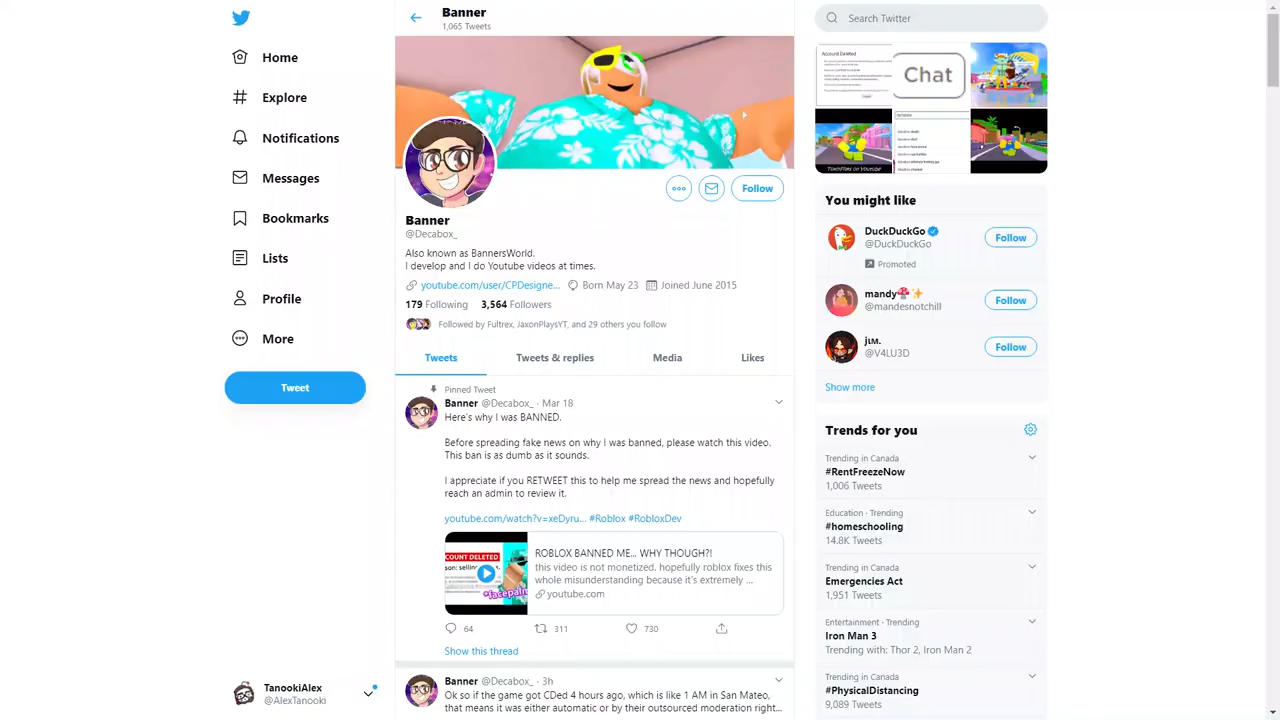 Banner
1,065 Tweets
Search Twitter
Home
Explore
Notifications
Messages
Bookmarks
Lists
Profile
More
Tweet
TanookiAlex
@AlexTanooki
Follow
Banner
@Decabox_
Also known as BannersWorld.
I develop and I do Youtube videos at times.
youtube.com/user/CPDesigne... Born May 23 Joined June 2015
179 Following 3,564 Followers
Followed by Fultrex, JaxonPlaysYT, and 29 others you follow
Tweets Tweets & replies Media Likes
Pinned Tweet
Banner @Decabox_ · Mar 18
Here's why I was BANNED.
Before spreading fake news on why I was banned, please watch this video.
This ban is as dumb as it sounds.
I appreciate if you RETWEET this to help me spread the news and hopefully
reach an admin to review it.
youtube.com/watch?v=xeDyru... #Roblox #RobloxDev
COUNT DELETED
*facepalm
ROBLOX BANNED ME... WHY THOUGH?!
this video is not monetized. hopefully roblox fixes this
whole misunderstanding because it's extremely ...
youtube.com
64 311 730
Show this thread
Banner @Decabox_ · 3h
Ok so if the game got CDed 4 hours ago, which is like 1 AM in San Mateo,
that means it was either automatic or by their outsourced moderation right...
Account Deleted
Chat
You might like
DuckDuckGo
@DuckDuckGo
Follow
Promoted
mandy
@mandesnotchill
Follow
jιм.
@V4LU3D
Follow
Show more
Trends for you
Trending in Canada
#RentFreezeNow
1,006 Tweets
Education · Trending
#homeschooling
14.8K Tweets
Trending in Canada
Emergencies Act
1,951 Tweets
Entertainment · Trending
Iron Man 3
Trending with: Thor 2, Iron Man 2
Trending in Canada
#PhysicalDistancing
9,089 Tweets